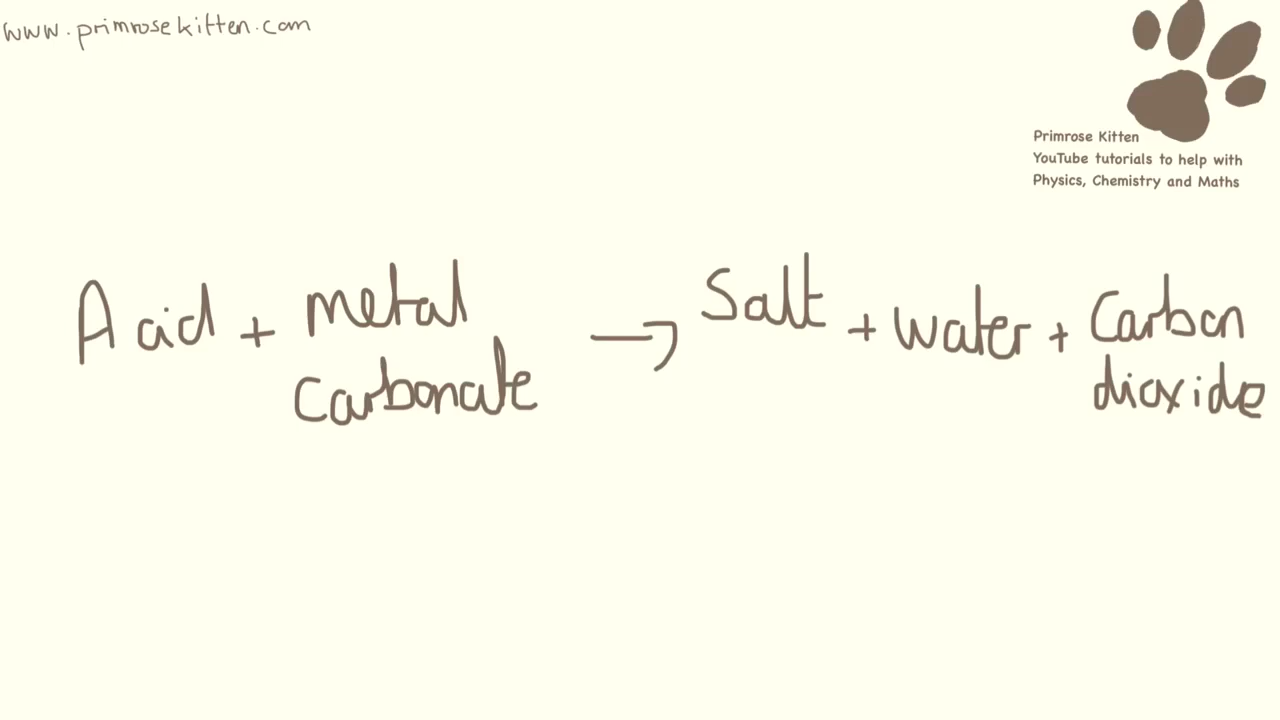 www.primrosekitten.com
Primrose Kitten
YouTube tutorials to help with
Physics, Chemistry and Maths
Acid + metal carbonate → Salt + water + Carbon dioxide